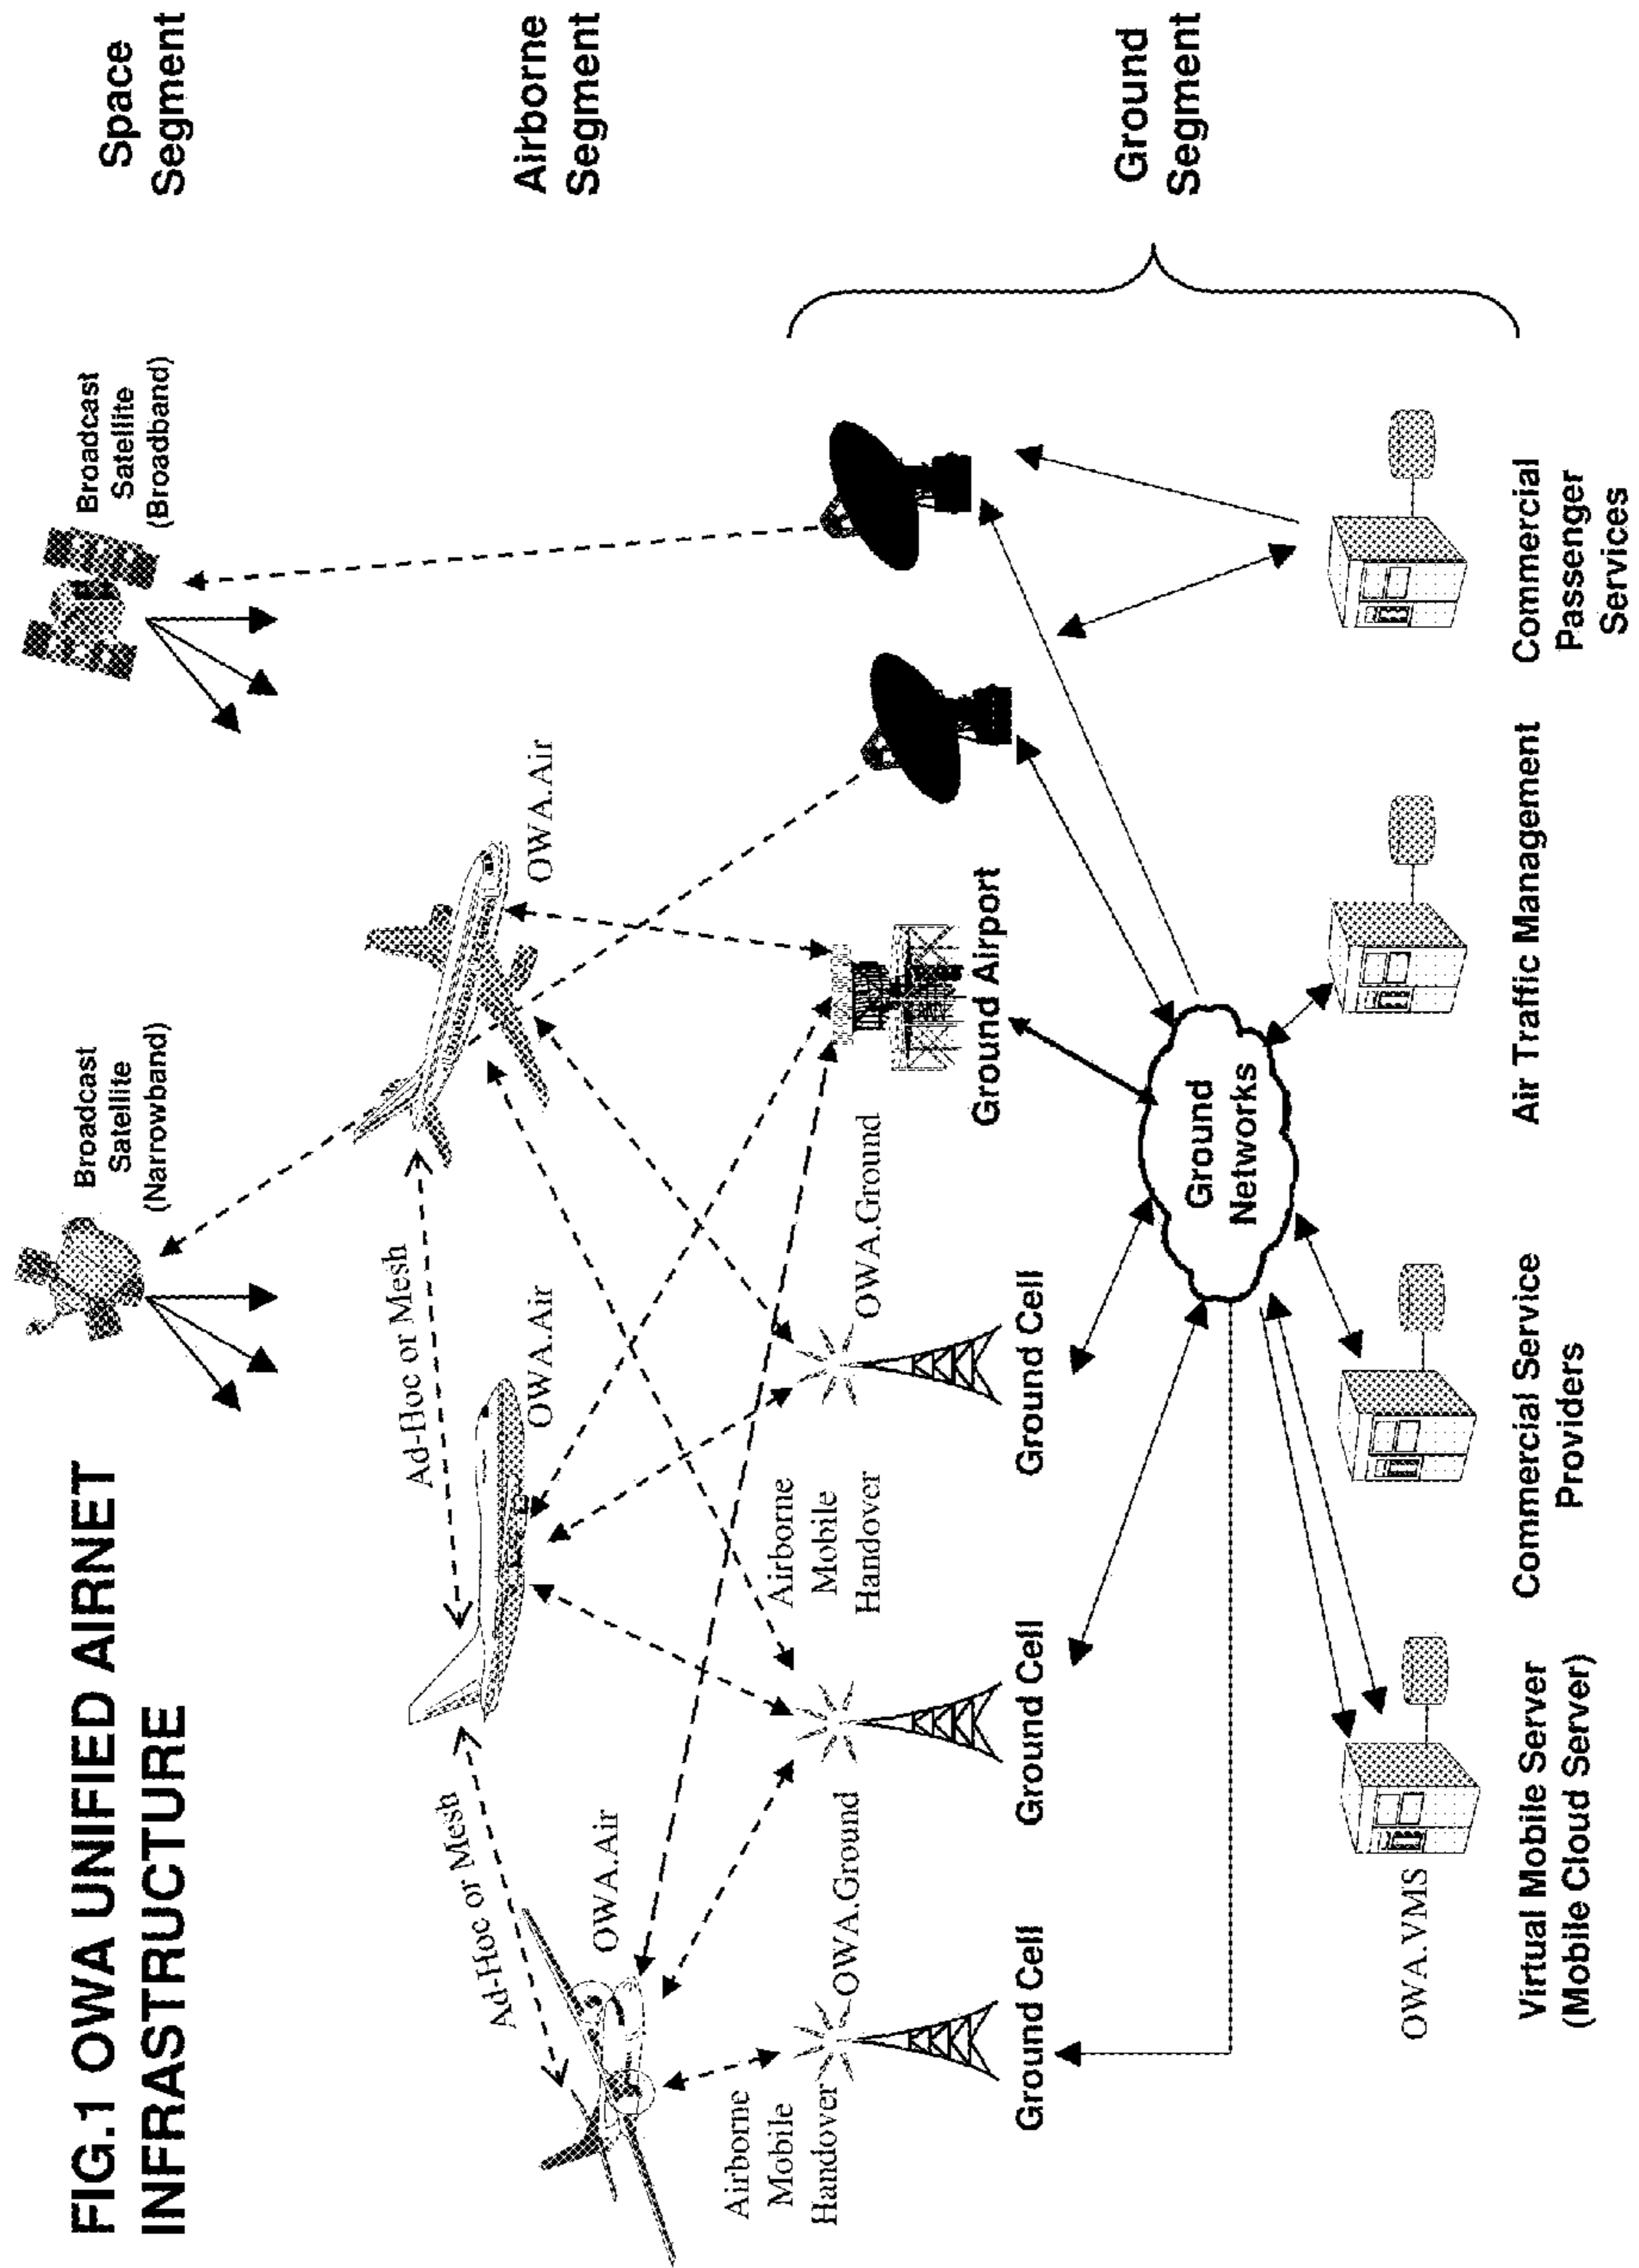 FIG.1 OWA UNIFIED AIRNET
INFRASTRUCTURE
Broadcast
Satellite
(Narrowband)
Broadcast
Satellite
(Broadband)
Space
Segment
Ad-Hoc or Mesh
Ad-Hoc or Mesh
OWA.Air
OWA.Air
OWA.Air
Airborne
Segment
Airborne
Mobile
Handover
OWA.Ground
Airborne
Mobile
Handover
OWA.Ground
Ground Cell
Ground Cell
Ground Cell
Ground Airport
Ground
Networks
Ground
Segment
OWA.VMS
Virtual Mobile Server
(Mobile Cloud Server)
Commercial Service
Providers
Air Traffic Management
Commercial
Passenger
Services